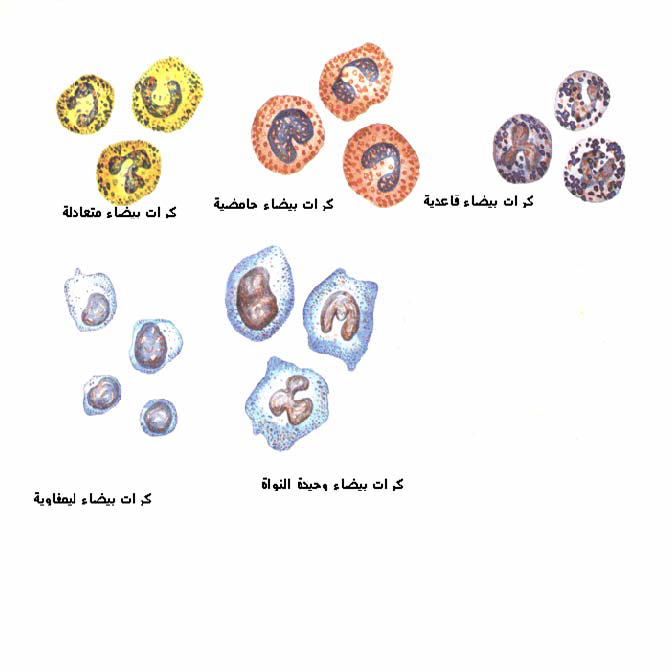 كرات بيضاء قاعدية
كرات بيضاء حامضية
كرات بيضاء متعادلة
كرات بيضاء وحيدة النواة
كرات بيضاء ليمفاوية